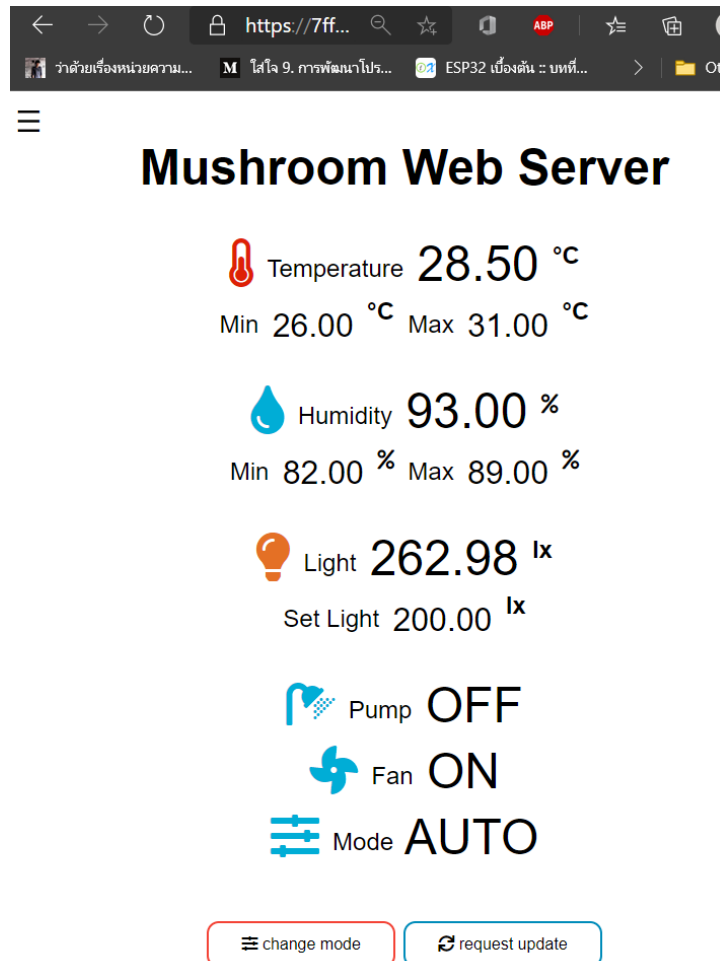 https://7ff... ABP
ว่าด้วยเรื่องหน่วยความ... M ใส่ใจ 9. การพัฒนาโปร... ESP32 เบื้องต้น :: บทที่... > Ot
Mushroom Web Server
Temperature 28.50 °C
Min 26.00 °C Max 31.00 °C
Humidity 93.00 %
Min 82.00 % Max 89.00 %
Light 262.98 lx
Set Light 200.00 lx
Pump OFF
Fan ON
Mode AUTO
change mode request update